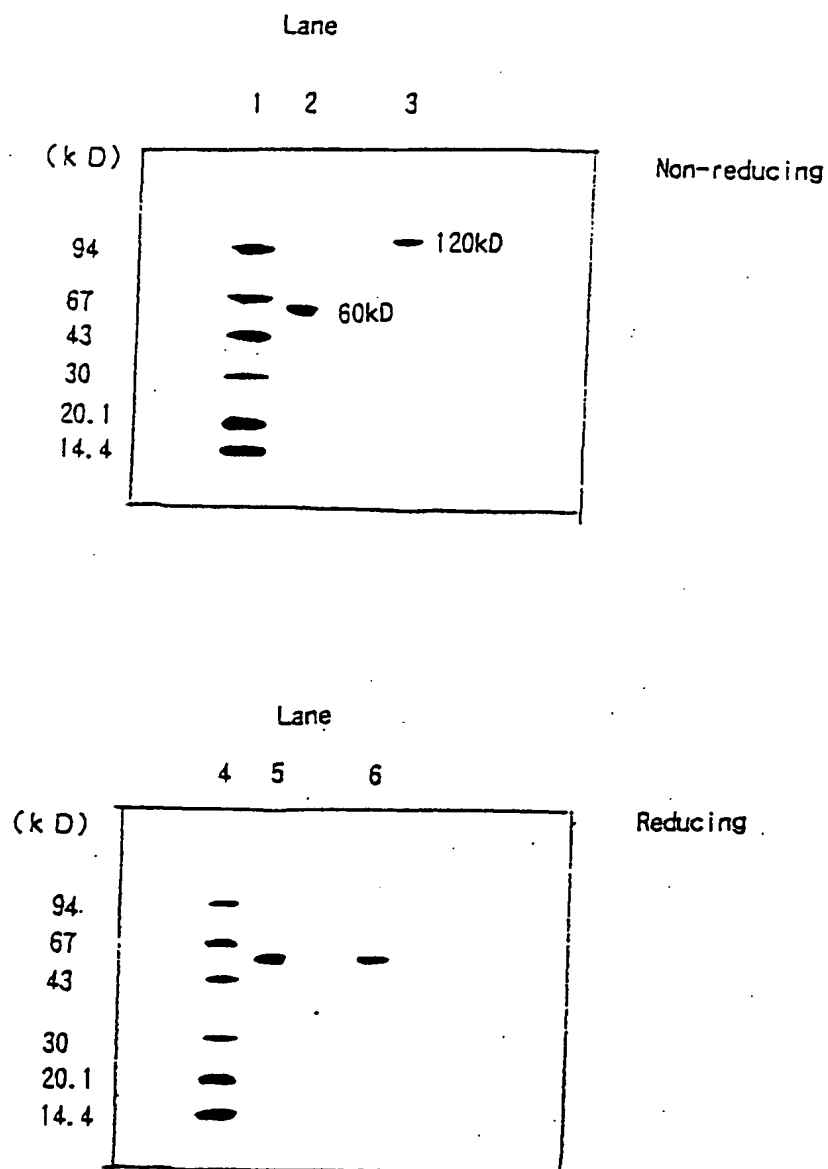 Lane
1 2 3
(kD)
Non-reducing
94
120kD
67
60kD
43
30
20.1
14.4
Lane
4 5 6
(kD)
Reducing
94
67
43
30
20.1
14.4